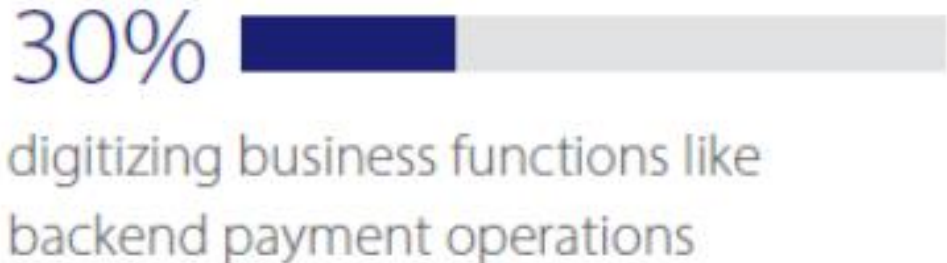 30%
digitizing business functions like
backend payment operations